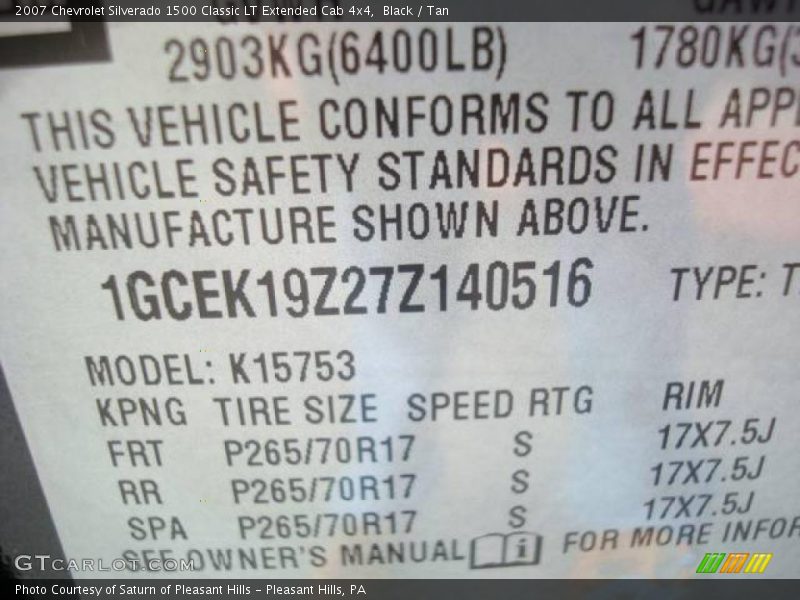 2007 Chevrolet Silverado 1500 Classic LT Extended Cab 4x4, Black / Tan
2903KG(6400LB) 1780KG(
THIS VEHICLE CONFORMS TO ALL APPL
VEHICLE SAFETY STANDARDS IN EFFEC
MANUFACTURE SHOWN ABOVE.
1GCEK19Z27Z140516 TYPE: T
MODEL: K15753
KPNG TIRE SIZE SPEED RTG RIM
FRT P265/70R17 S 17X7.5J
RR P265/70R17 S 17X7.5J
SPA P265/70R17 S 17X7.5J
SEE OWNER'S MANUAL FOR MORE INFOR
GTcarlot.com
Photo Courtesy of Saturn of Pleasant Hills - Pleasant Hills, PA